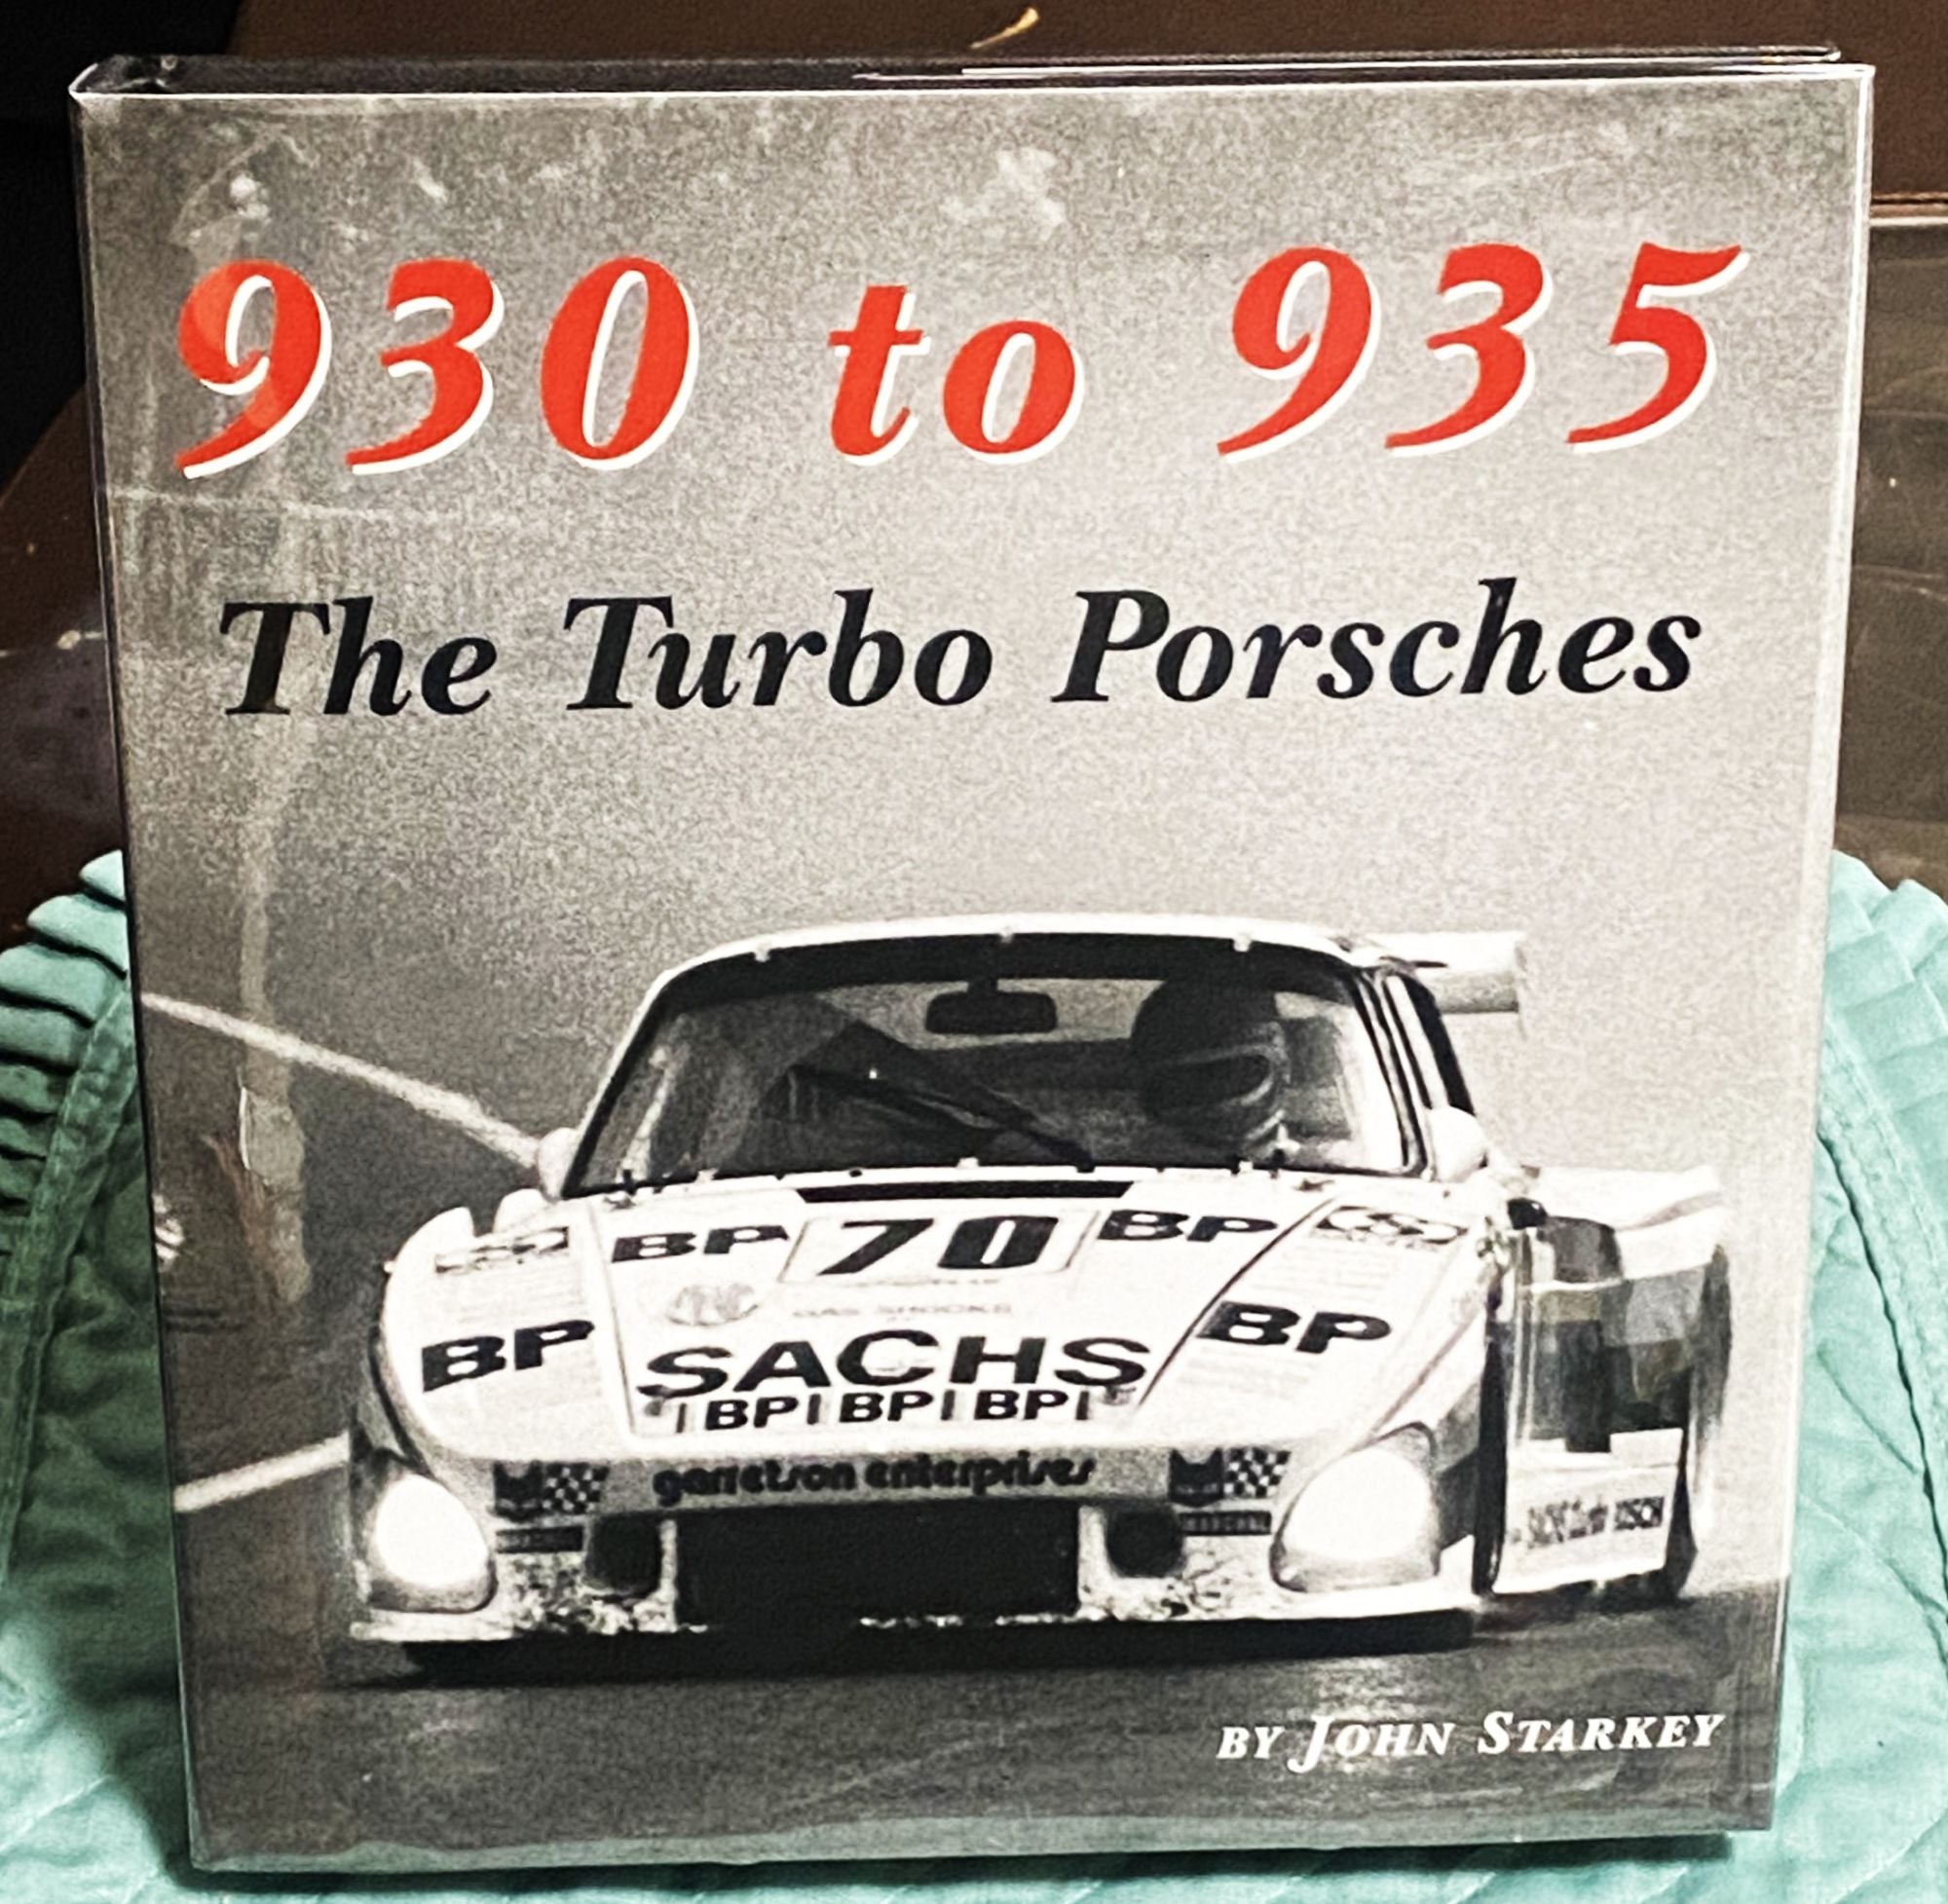 930 to 935
The Turbo Porsches
BP 70 BP
BP SACHS BP
BP BP BP
garretson enterprises
BY JOHN STARKEY